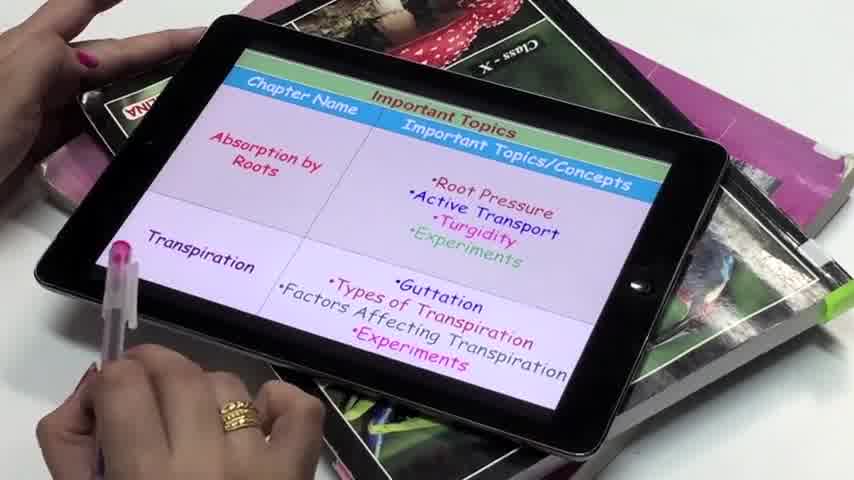 Class - X
Important Topics
Chapter Name
Important Topics/Concepts
Absorption by
Roots
•Root Pressure
•Active Transport
•Turgidity
•Experiments
Transpiration
•Guttation
•Types of Transpiration
•Factors Affecting Transpiration
•Experiments